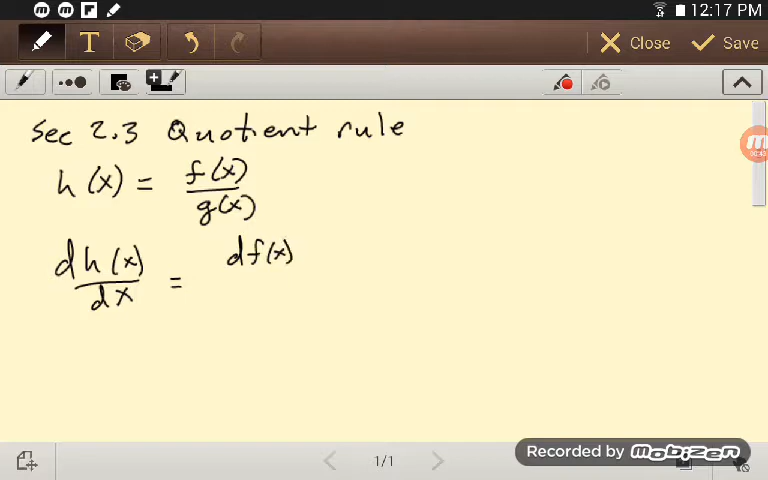 12:17 PM
T Close Save
Sec 2.3 Quotient rule
h(x) = f(x)/g(x)
dh(x)/dx = df(x)
1/1
Recorded by Mobizen